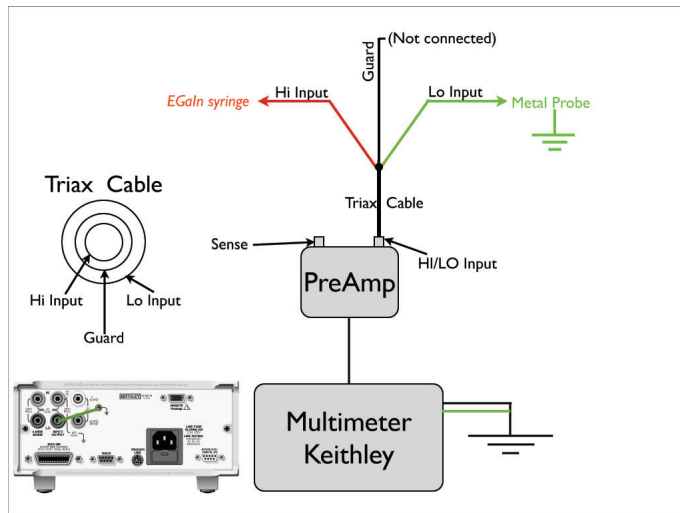 (Not connected)
Guard
Hi Input
Lo Input
EGaIn syringe
Metal Probe
Triax Cable
Triax Cable
Sense
HI/LO Input
PreAmp
Hi Input
Lo Input
Guard
KEITHLEY
Multimeter
Keithley